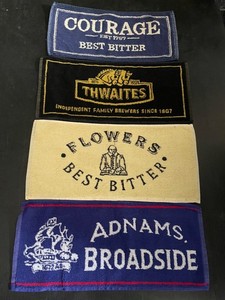 COURAGE
EST 1787
BEST BITTER
THWAITES
INDEPENDENT FAMILY BREWERS SINCE 1807
FLOWERS
BEST BITTER
ADNAMS.
BROADSIDE